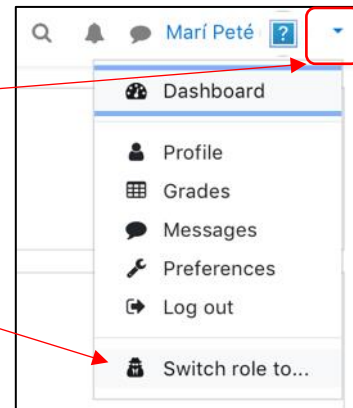 Marí Peté ?
Dashboard
Profile
Grades
Messages
Preferences
Log out
Switch role to...